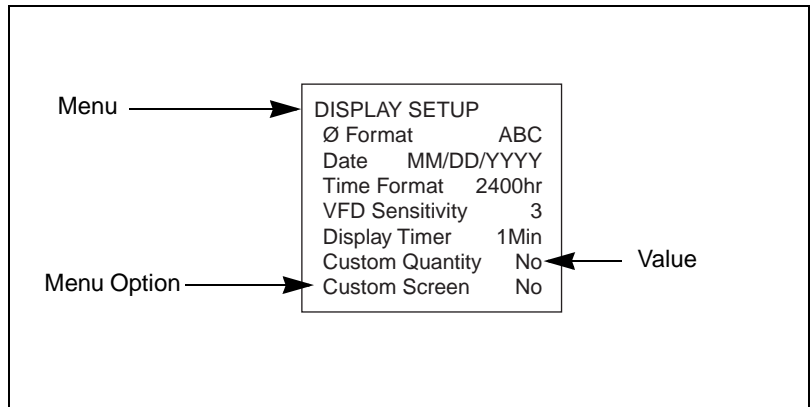 Menu
DISPLAY SETUP
Ø Format ABC
Date MM/DD/YYYY
Time Format 2400hr
VFD Sensitivity 3
Display Timer 1Min
Custom Quantity No
Value
Menu Option
Custom Screen No